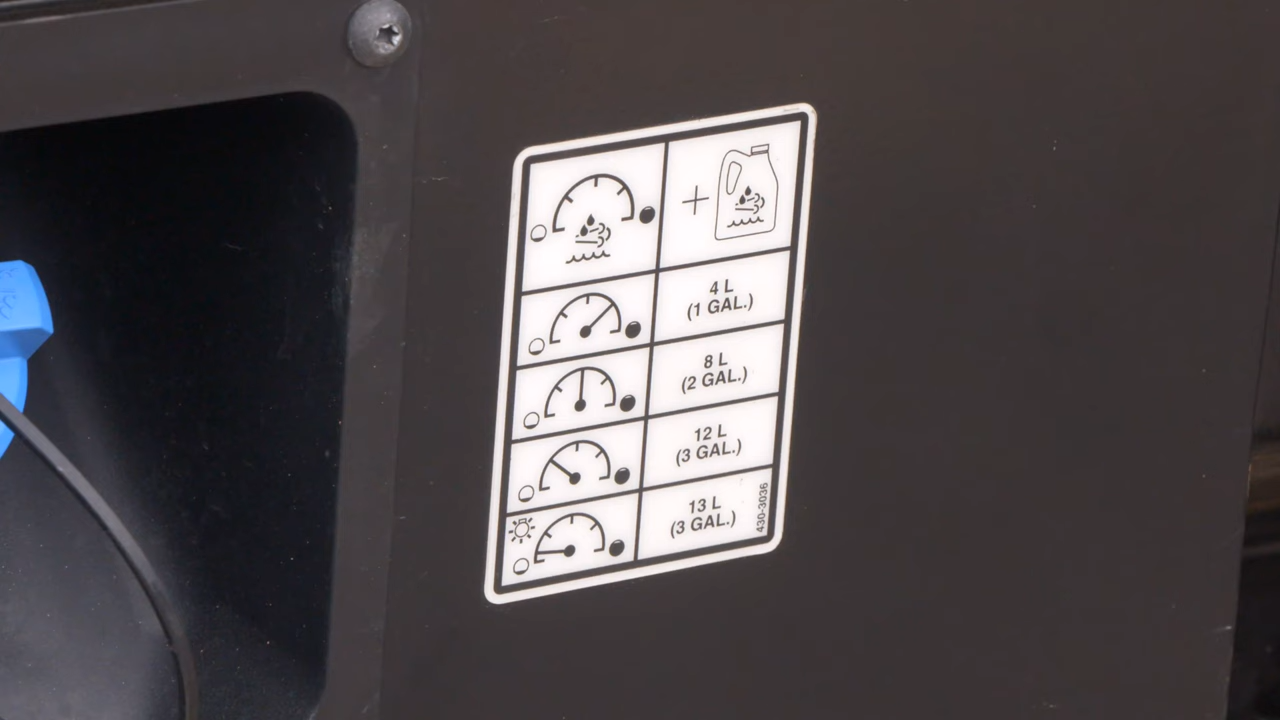 4 L
(1 GAL.)
8 L
(2 GAL.)
12 L
(3 GAL.)
13 L
(3 GAL.)
430-3036